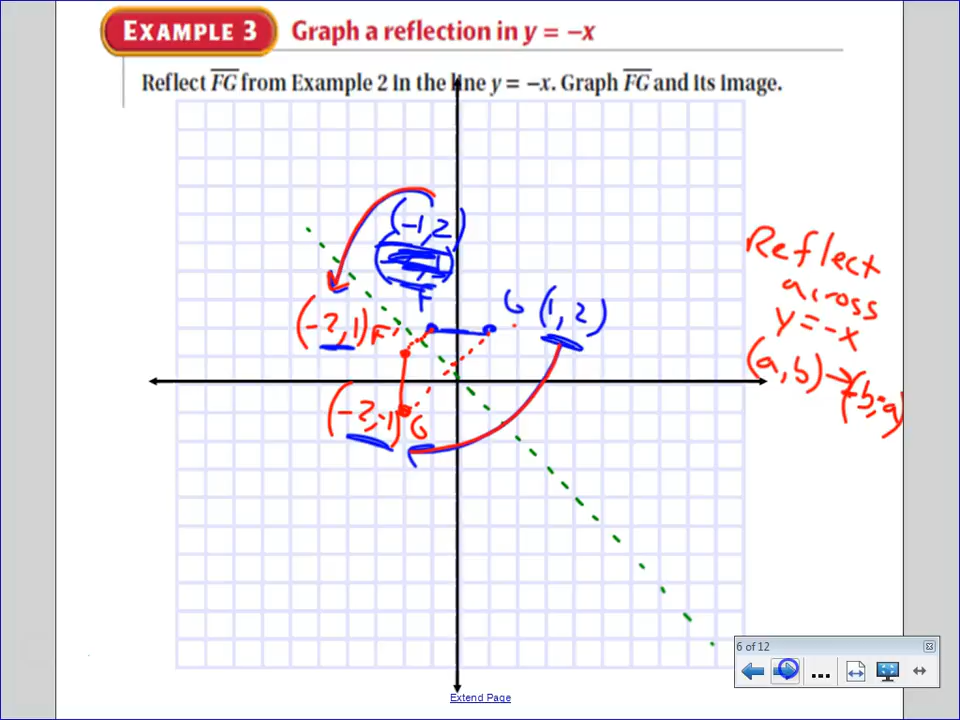 EXAMPLE 3 Graph a reflection in y = −x
Reflect FG from Example 2 In the line y = −x. Graph FG and Its Image.
(-1,2)
F
G (1,2)
(-2,1) F'
(-2,-1) G
Reflect
across
y=-x
(a,b)→(-b,-a)
6 of 12
Extend Page